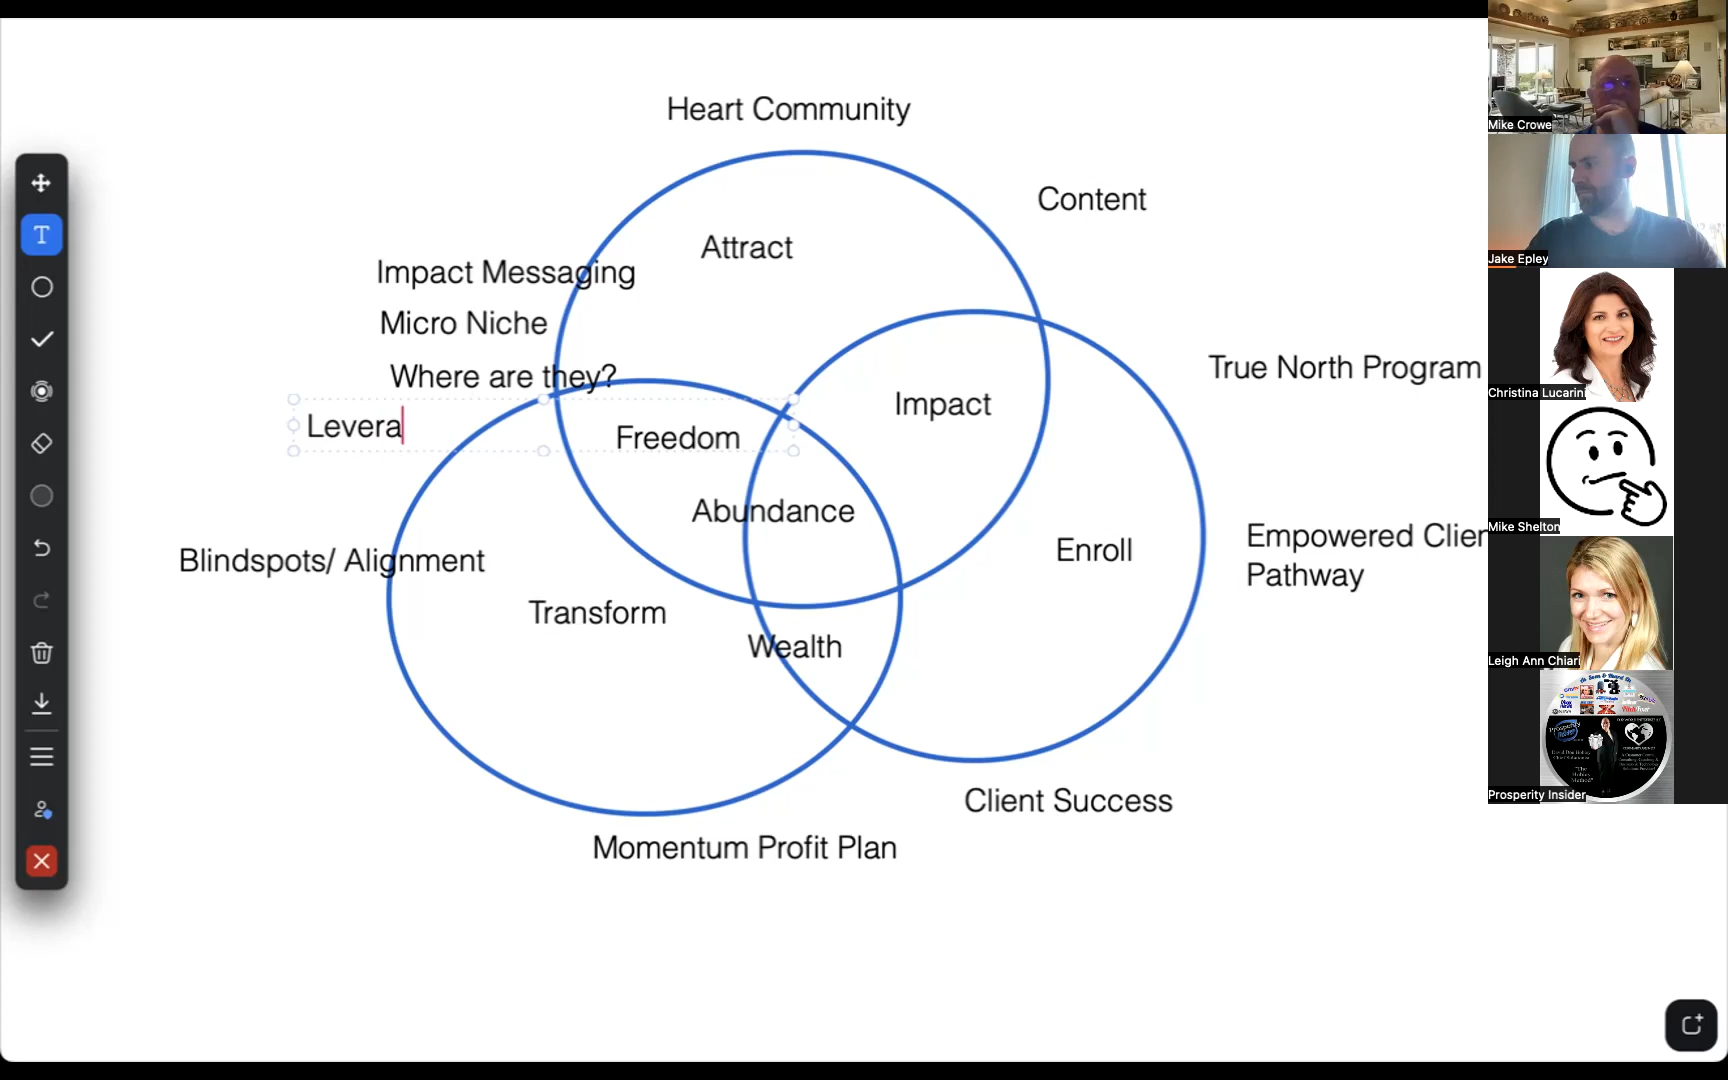 Heart Community
Content
Attract
Impact Messaging
Micro Niche
Where are they?
True North Program
Impact
Levera
Freedom
Abundance
Blindspots/ Alignment
Enroll
Empowered Clien
Pathway
Transform
Wealth
Client Success
Momentum Profit Plan
T
Mike Crowe
Jake Epley
Christina Lucarini
Mike Shelton
Leigh Ann Chiari
Prosperity Insider